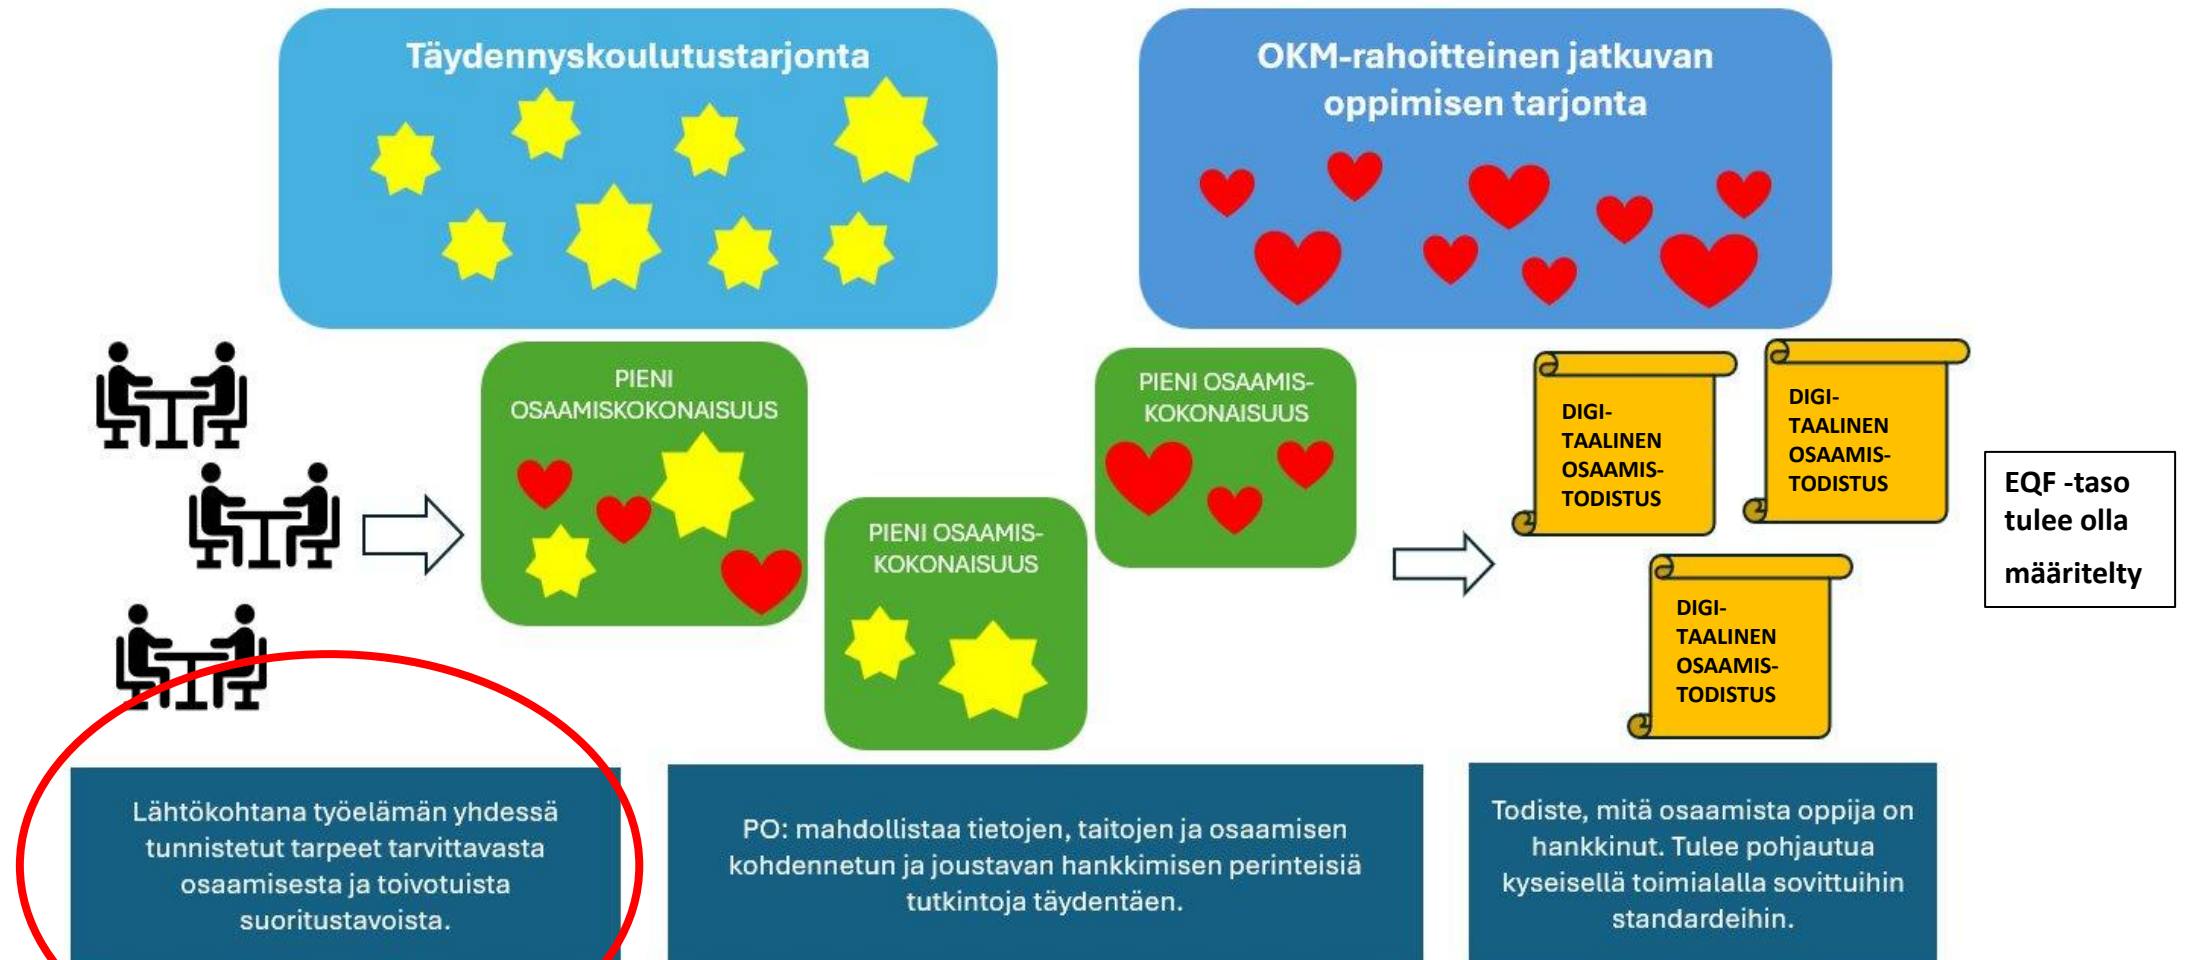 Täydennyskoulutustarjonta
OKM-rahoitteinen jatkuvan
oppimisen tarjonta
PIENI
OSAAMISKOKONAISUUS
PIENI OSAAMIS-
KOKONAISUUS
PIENI OSAAMIS-
KOKONAISUUS
DIGI-
TAALINEN
OSAAMIS-
TODISTUS
DIGI-
TAALINEN
OSAAMIS-
TODISTUS
DIGI-
TAALINEN
OSAAMIS-
TODISTUS
EQF -taso
tulee olla
määritelty
Lähtökohtana työelämän yhdessä
tunnistetut tarpeet tarvittavasta
osaamisesta ja toivotuista
suoritustavoista.
PO: mahdollistaa tietojen, taitojen ja osaamisen
kohdennetun ja joustavan hankkimisen perinteisiä
tutkintoja täydentäen.
Todiste, mitä osaamista oppija on
hankkinut. Tulee pohjautua
kyseisellä toimialalla sovittuihin
standardeihin.